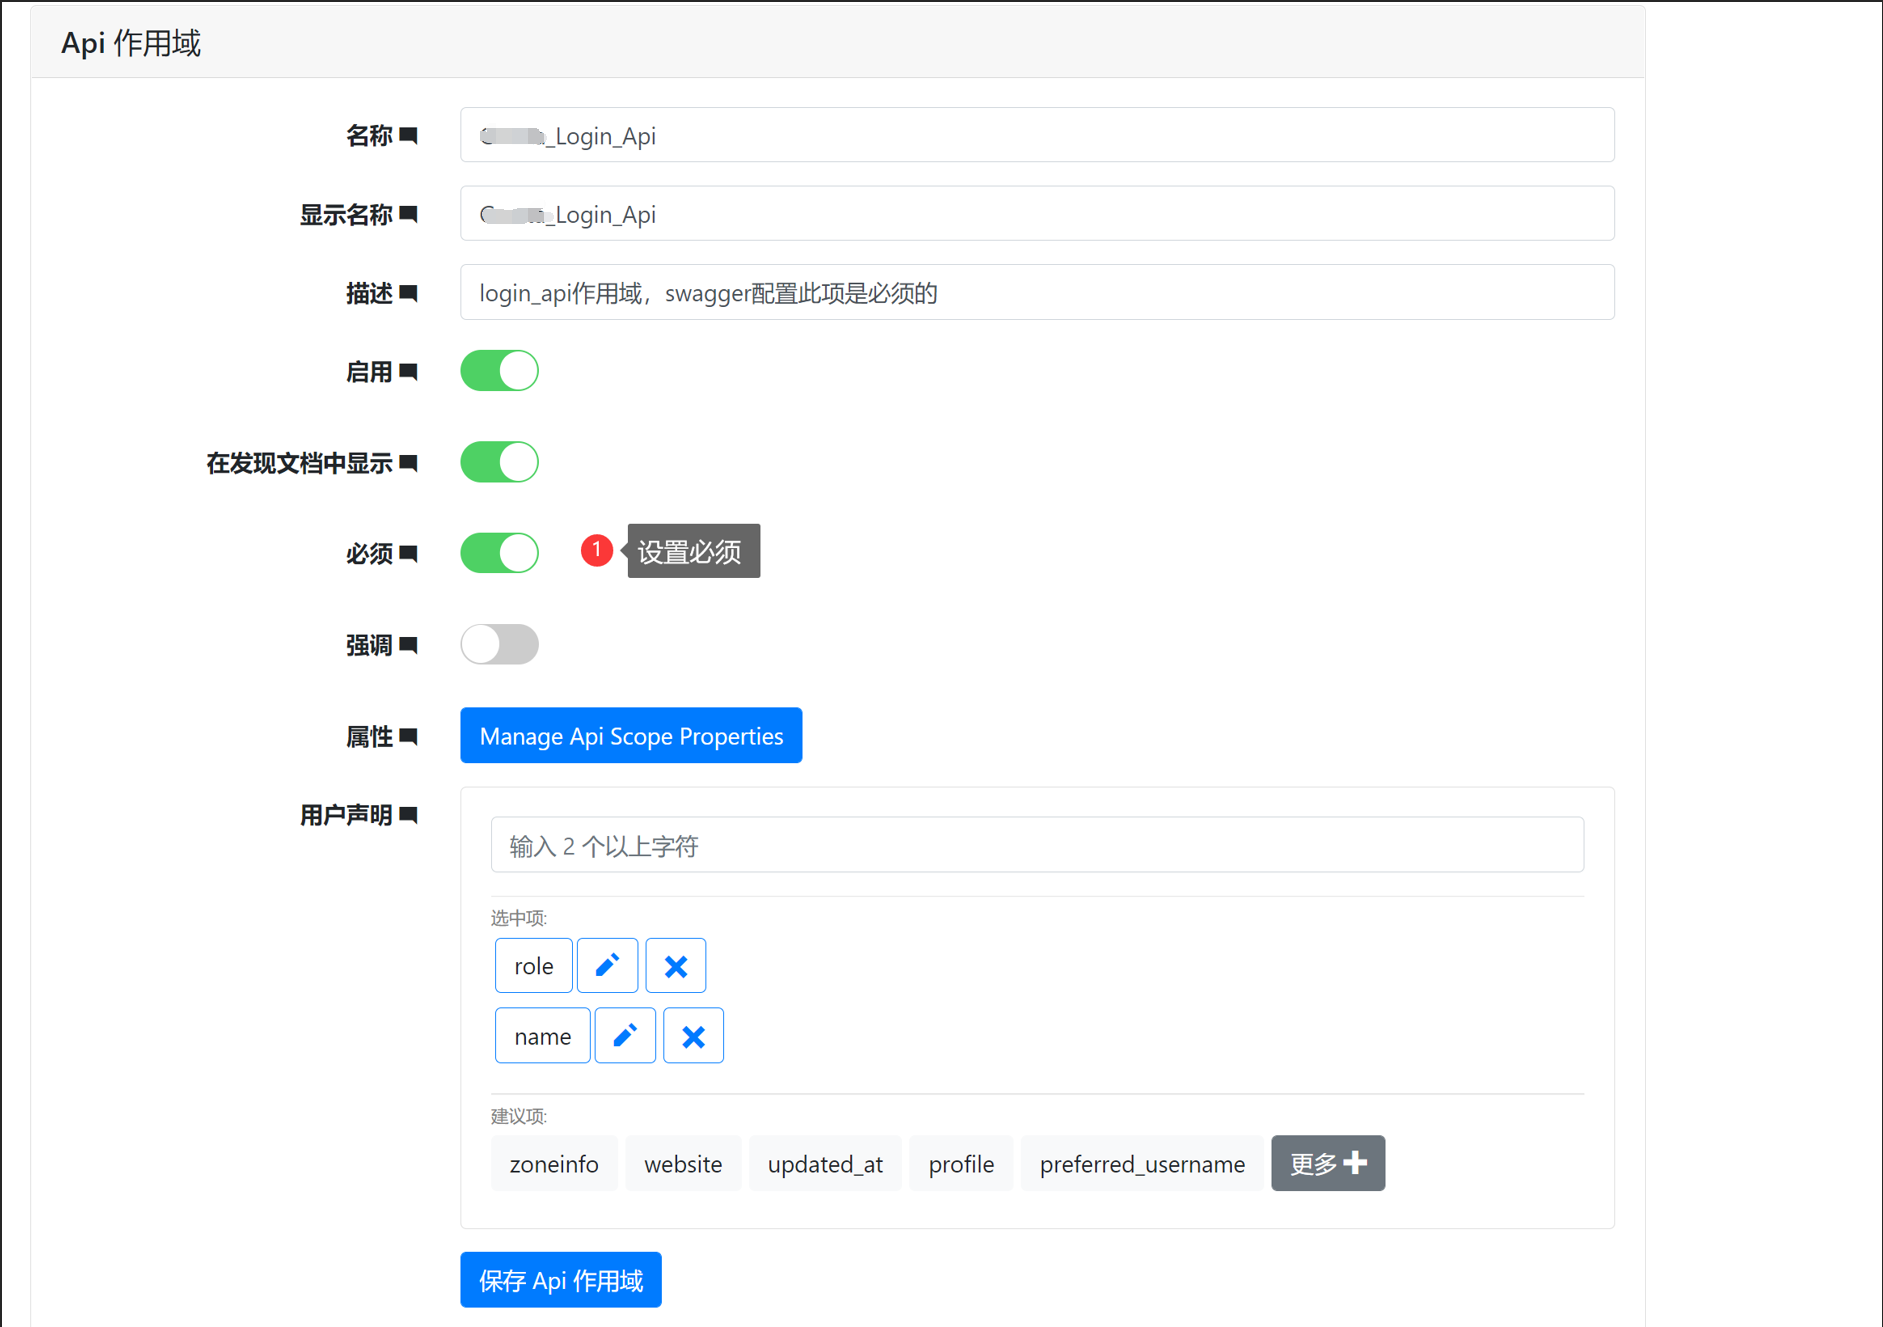 Api 作用域
名称
_Login_Api
显示名称
_Login_Api
描述
login_api作用域，swagger配置此项是必须的
启用
在发现文档中显示
必须
1
设置必须
强调
属性
Manage Api Scope Properties
用户声明
输入 2 个以上字符
选中项:
role
name
建议项:
zoneinfo website updated_at profile preferred_username 更多
保存 Api 作用域